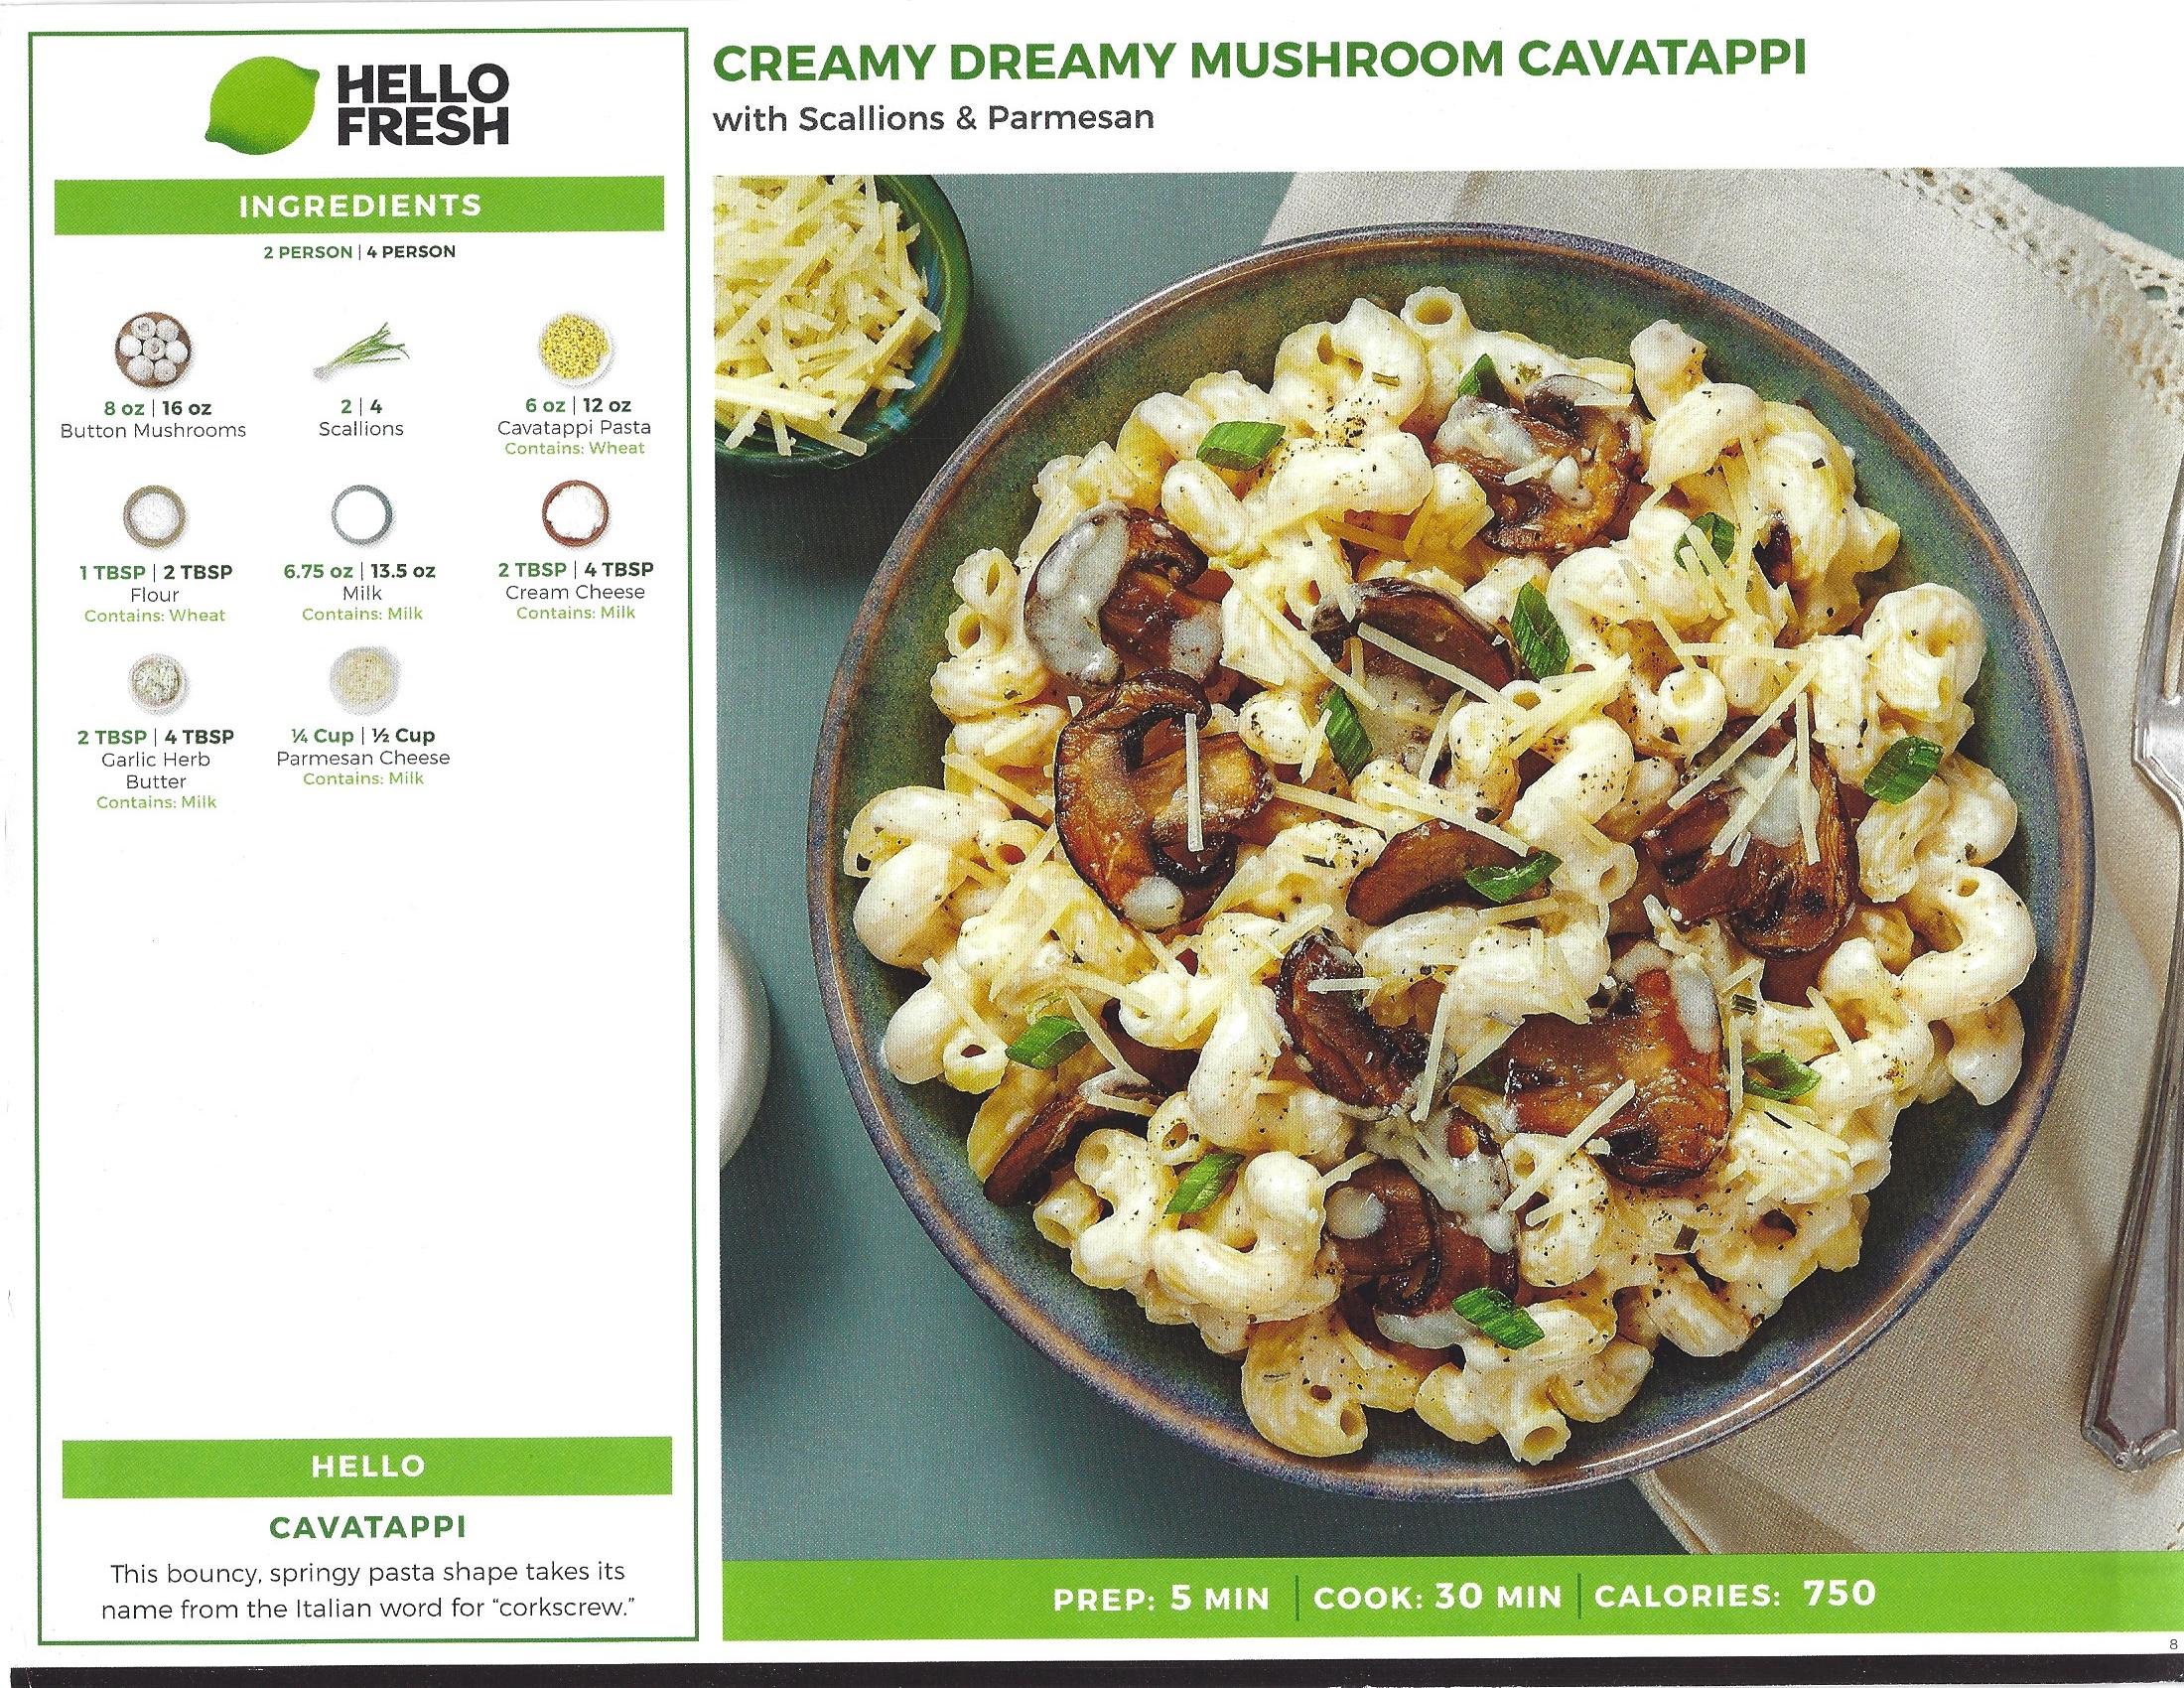 HELLO
FRESH
INGREDIENTS
2 PERSON | 4 PERSON
8 oz | 16 oz
Button Mushrooms
2 | 4
Scallions
6 oz | 12 oz
Cavatappi Pasta
Contains: Wheat
1 TBSP | 2 TBSP
Flour
Contains: Wheat
6.75 oz | 13.5 oz
Milk
Contains: Milk
2 TBSP | 4 TBSP
Cream Cheese
Contains: Milk
2 TBSP | 4 TBSP
Garlic Herb
Butter
Contains: Milk
¼ Cup | ½ Cup
Parmesan Cheese
Contains: Milk
HELLO
CAVATAPPI
This bouncy, springy pasta shape takes its
name from the Italian word for “corkscrew.”
CREAMY DREAMY MUSHROOM CAVATAPPI
with Scallions & Parmesan
PREP: 5 MIN | COOK: 30 MIN | CALORIES: 750
8